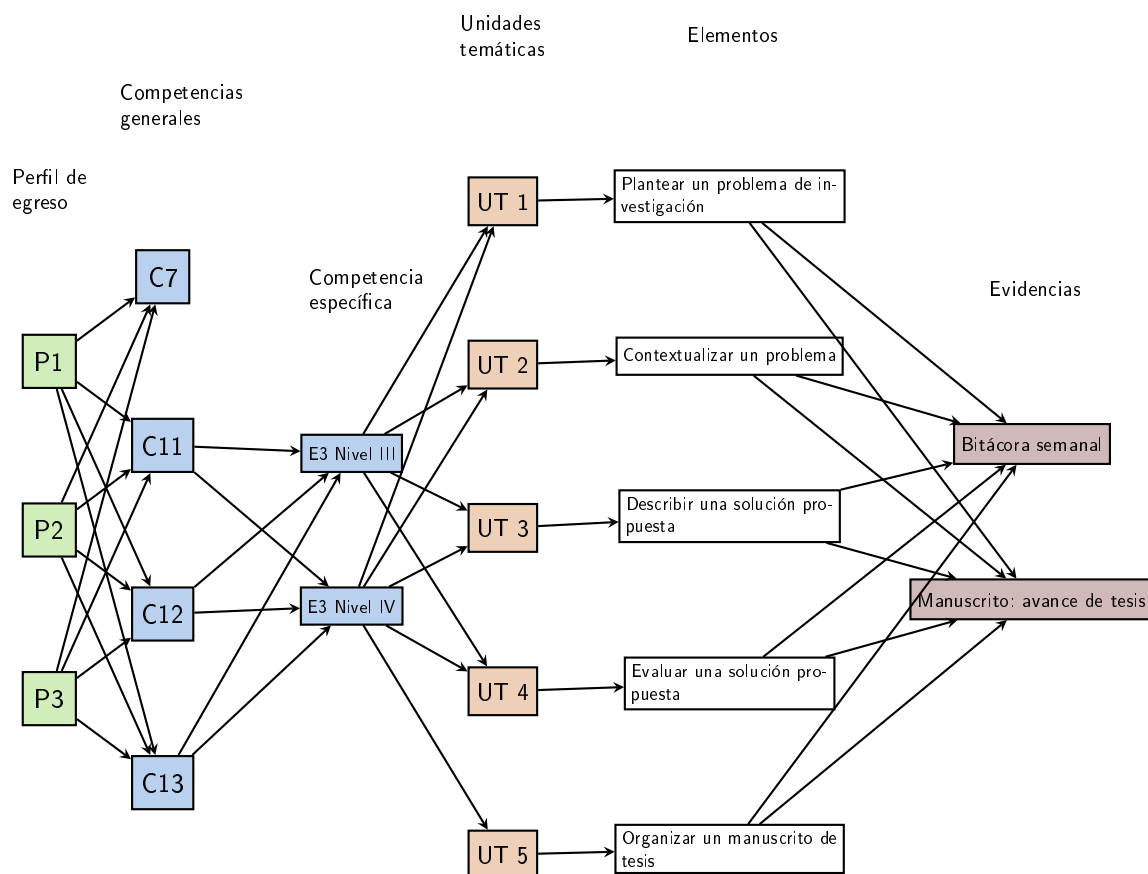 Unidades
temáticas
Elementos
Competencias
generales
Perfil de
egreso
Competencia
específica
Evidencias
P1
P2
P3
C7
C11
C12
C13
E3 Nivel III
E3 Nivel IV
UT 1
UT 2
UT 3
UT 4
UT 5
Plantear un problema de in-
vestigación
Contextualizar un problema
Describir una solución pro-
puesta
Evaluar una solución pro-
puesta
Organizar un manuscrito de
tesis
Bitácora semanal
Manuscrito: avance de tesis